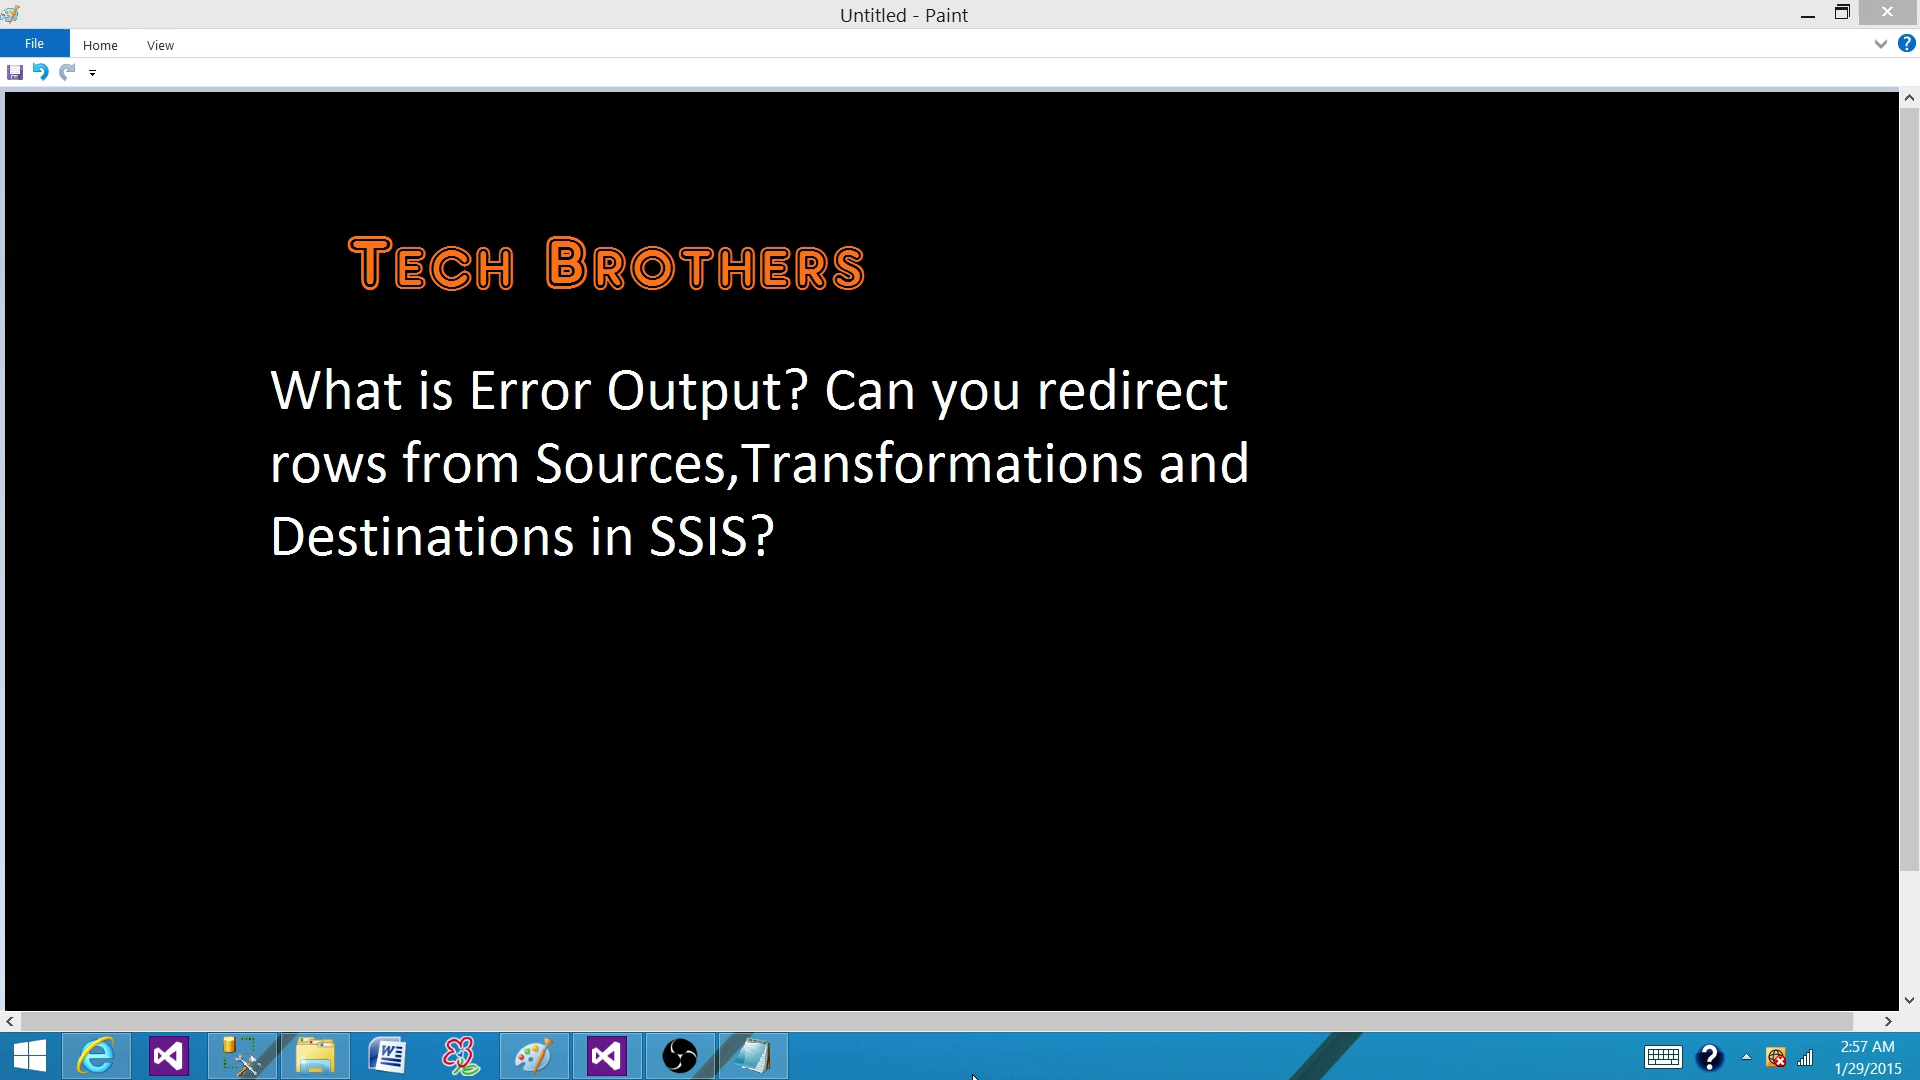 Untitled - Paint
File
Home
View
Tech Brothers
What is Error Output? Can you redirect
rows from Sources,Transformations and
Destinations in SSIS?
2:57 AM
1/29/2015